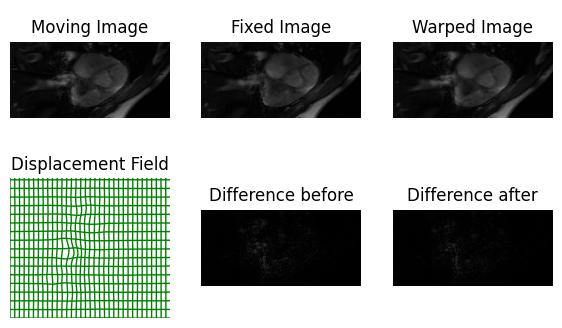 Moving Image
Fixed Image
Warped Image
Displacement Field
Difference before
Difference after